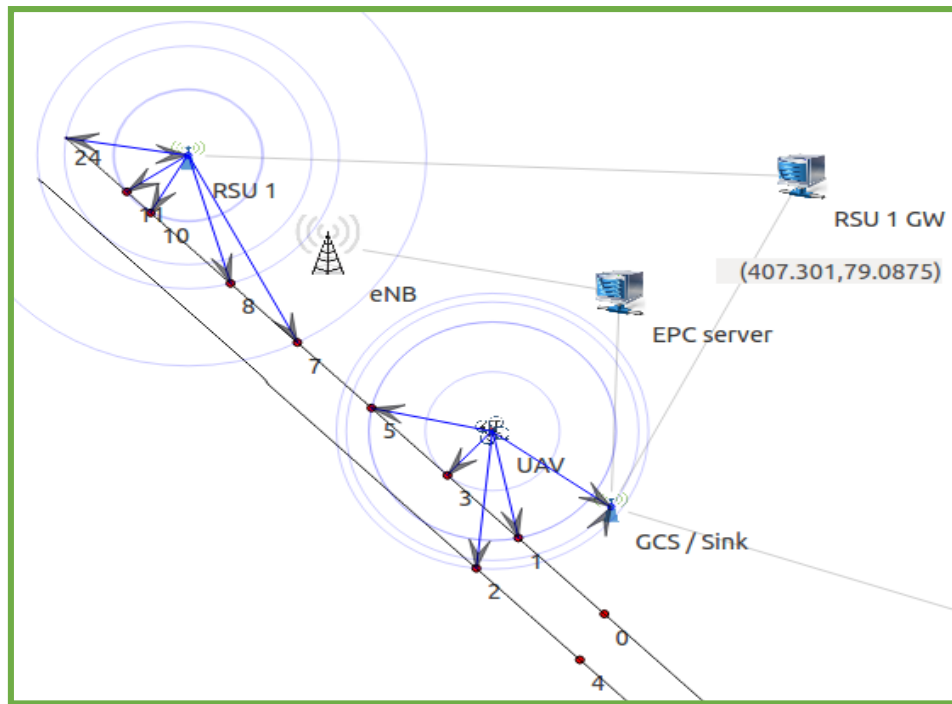 24
RSU 1
11
10
RSU 1 GW
(407.301,79.0875)
eNB
8
EPC server
7
5
UAV
3
GCS / Sink
1
2
0
4